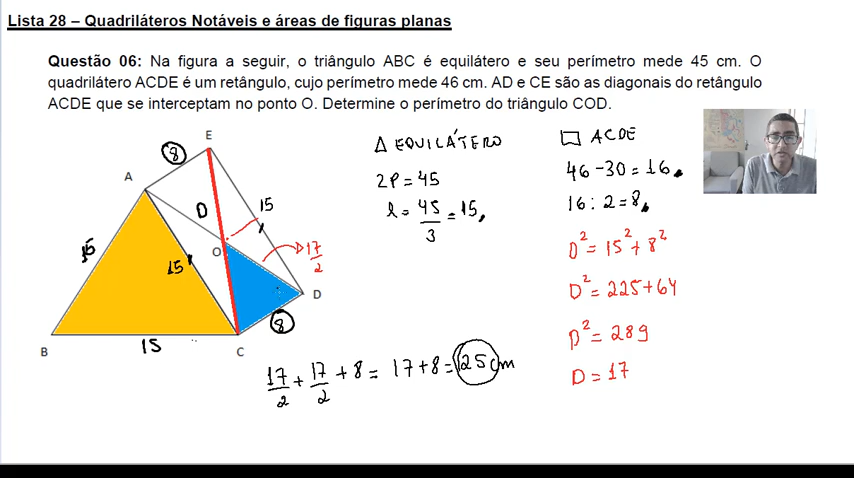 Lista 28 – Quadriláteros Notáveis e áreas de figuras planas
Questão 06: Na figura a seguir, o triângulo ABC é equilátero e seu perímetro mede 45 cm. O
quadrilátero ACDE é um retângulo, cujo perímetro mede 46 cm. AD e CE são as diagonais do retângulo
ACDE que se interceptam no ponto O. Determine o perímetro do triângulo COD.
E
8
A
D
15
15
15
O
17/2
D
8
B
15
C
Δ EQUILÁTERO
2P = 45
l = 45/3 = 15,
□ ACDE
46 - 30 = 16.
16 : 2 = 8,
D² = 15² + 8²
D² = 225 + 64
D² = 289
D = 17
17/2 + 17/2 + 8 = 17 + 8 = 25 cm